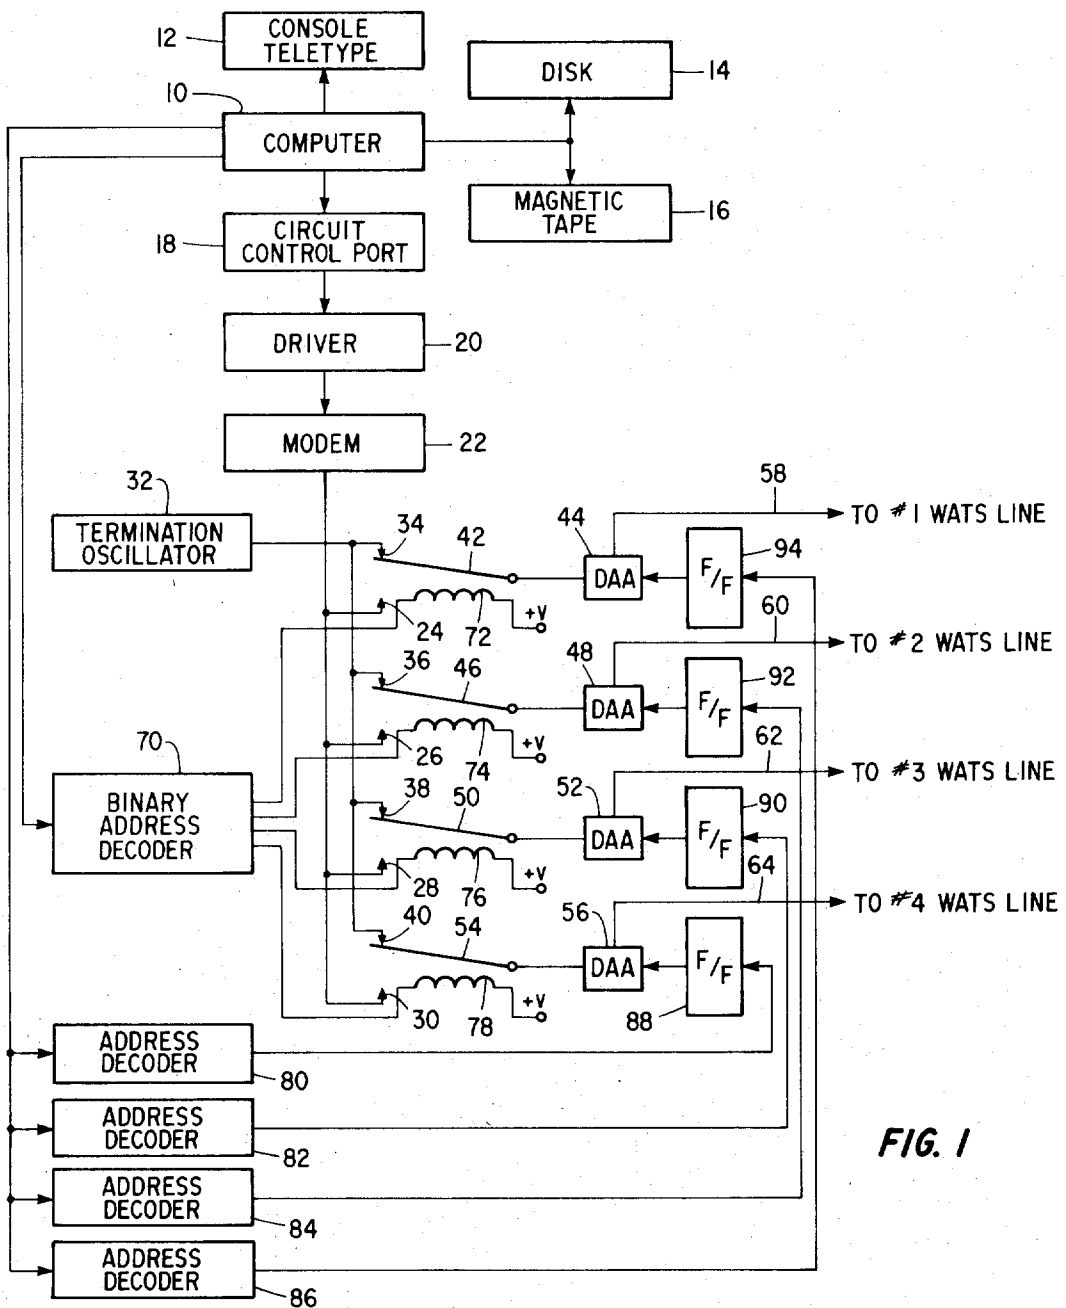 12
CONSOLE
TELETYPE
DISK
14
10
COMPUTER
MAGNETIC
TAPE
16
18
CIRCUIT
CONTROL PORT
DRIVER
20
MODEM
22
32
TERMINATION
OSCILLATOR
34
42
44
DAA
58
TO #1 WATS LINE
F/F
94
24
72
+V
60
TO #2 WATS LINE
36
46
48
DAA
F/F
92
26
74
+V
62
TO #3 WATS LINE
70
BINARY
ADDRESS
DECODER
38
50
52
DAA
F/F
90
28
76
+V
64
TO #4 WATS LINE
40
54
56
DAA
F/F
88
30
78
+V
ADDRESS
DECODER
80
ADDRESS
DECODER
82
ADDRESS
DECODER
84
ADDRESS
DECODER
86
FIG. 1